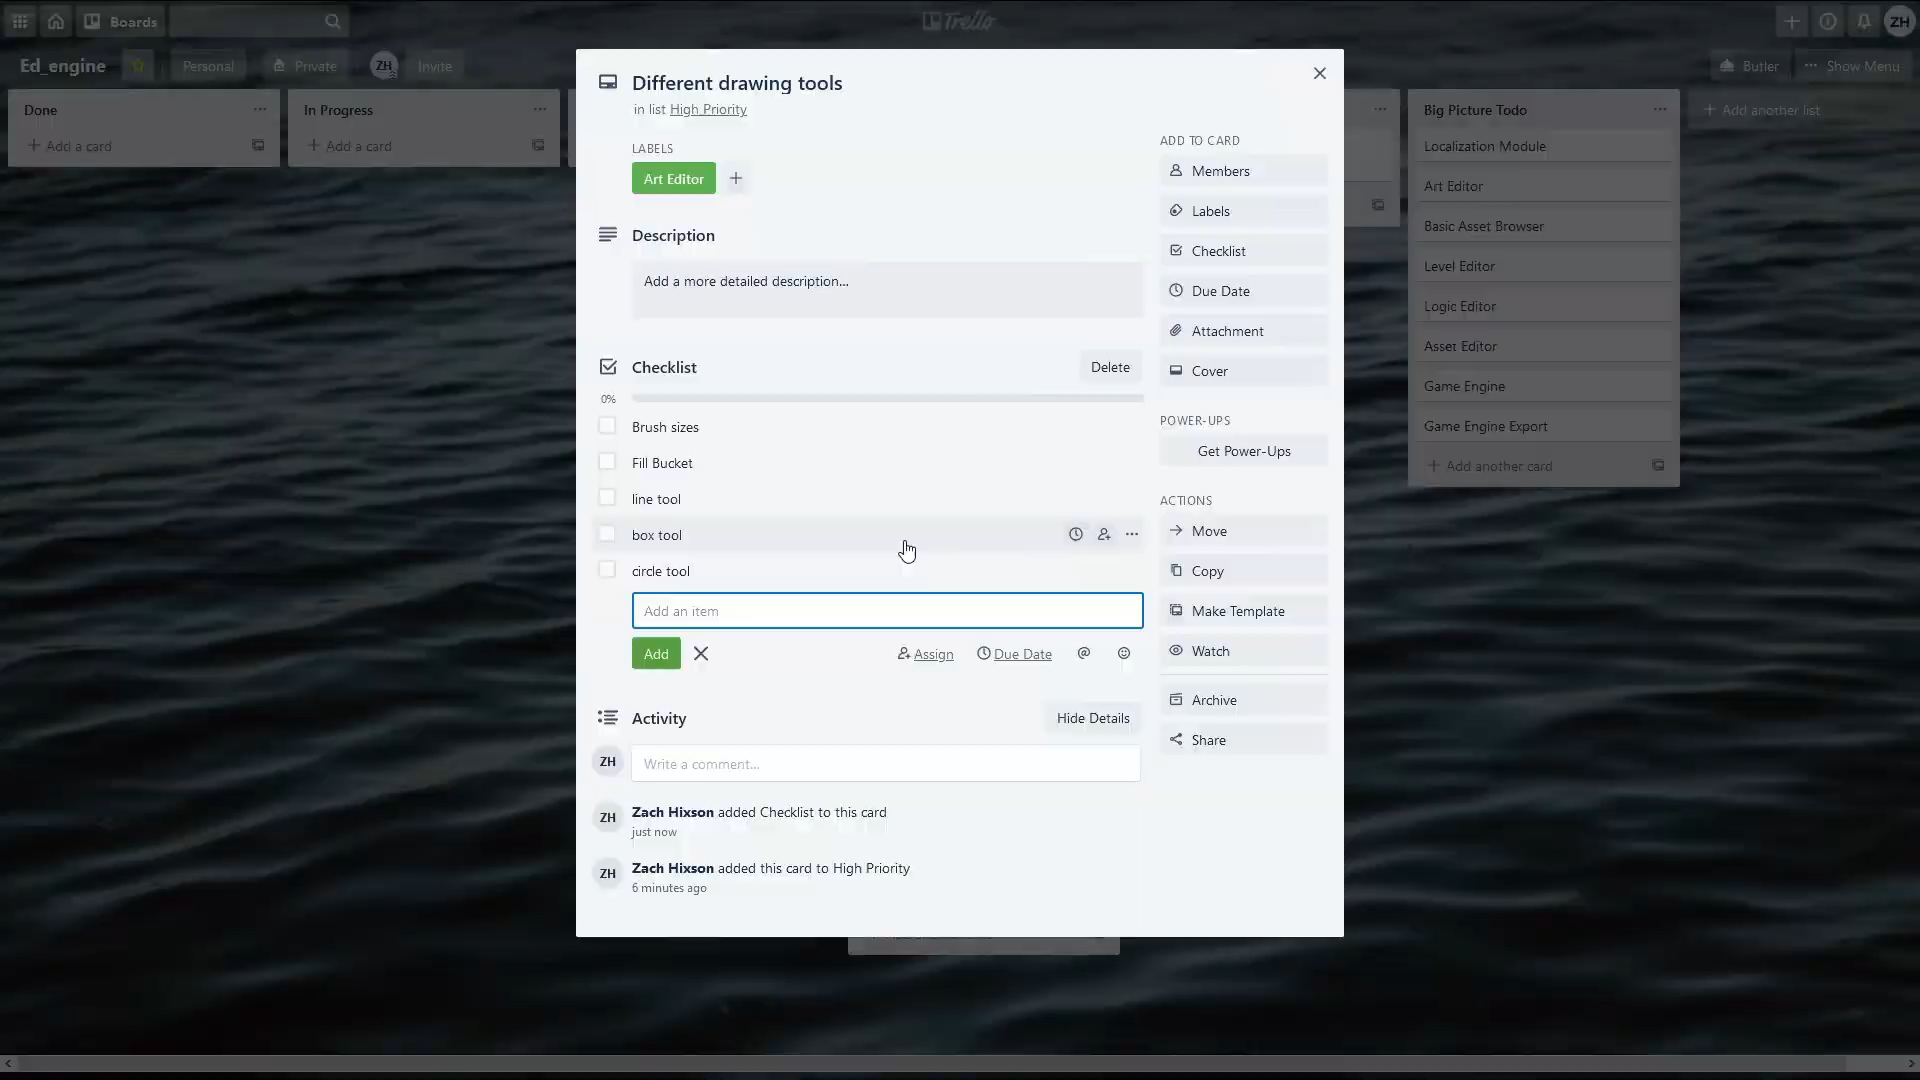 Boards
Trello
ZH
Ed_engine
Personal
Private
ZH
Invite
Butler
Show Menu
Done
Add a card
In Progress
Add a card
Different drawing tools
in list High Priority
LABELS
Art Editor
Description
Add a more detailed description...
Checklist
Delete
0%
Brush sizes
Fill Bucket
line tool
box tool
circle tool
Add an item
Add
Assign
Due Date
Activity
Hide Details
ZH
Write a comment...
ZH
Zach Hixson added Checklist to this card
just now
ZH
Zach Hixson added this card to High Priority
6 minutes ago
ADD TO CARD
Members
Labels
Checklist
Due Date
Attachment
Cover
POWER-UPS
Get Power-Ups
ACTIONS
Move
Copy
Make Template
Watch
Archive
Share
Big Picture Todo
Localization Module
Art Editor
Basic Asset Browser
Level Editor
Logic Editor
Asset Editor
Game Engine
Game Engine Export
Add another card
Add another list